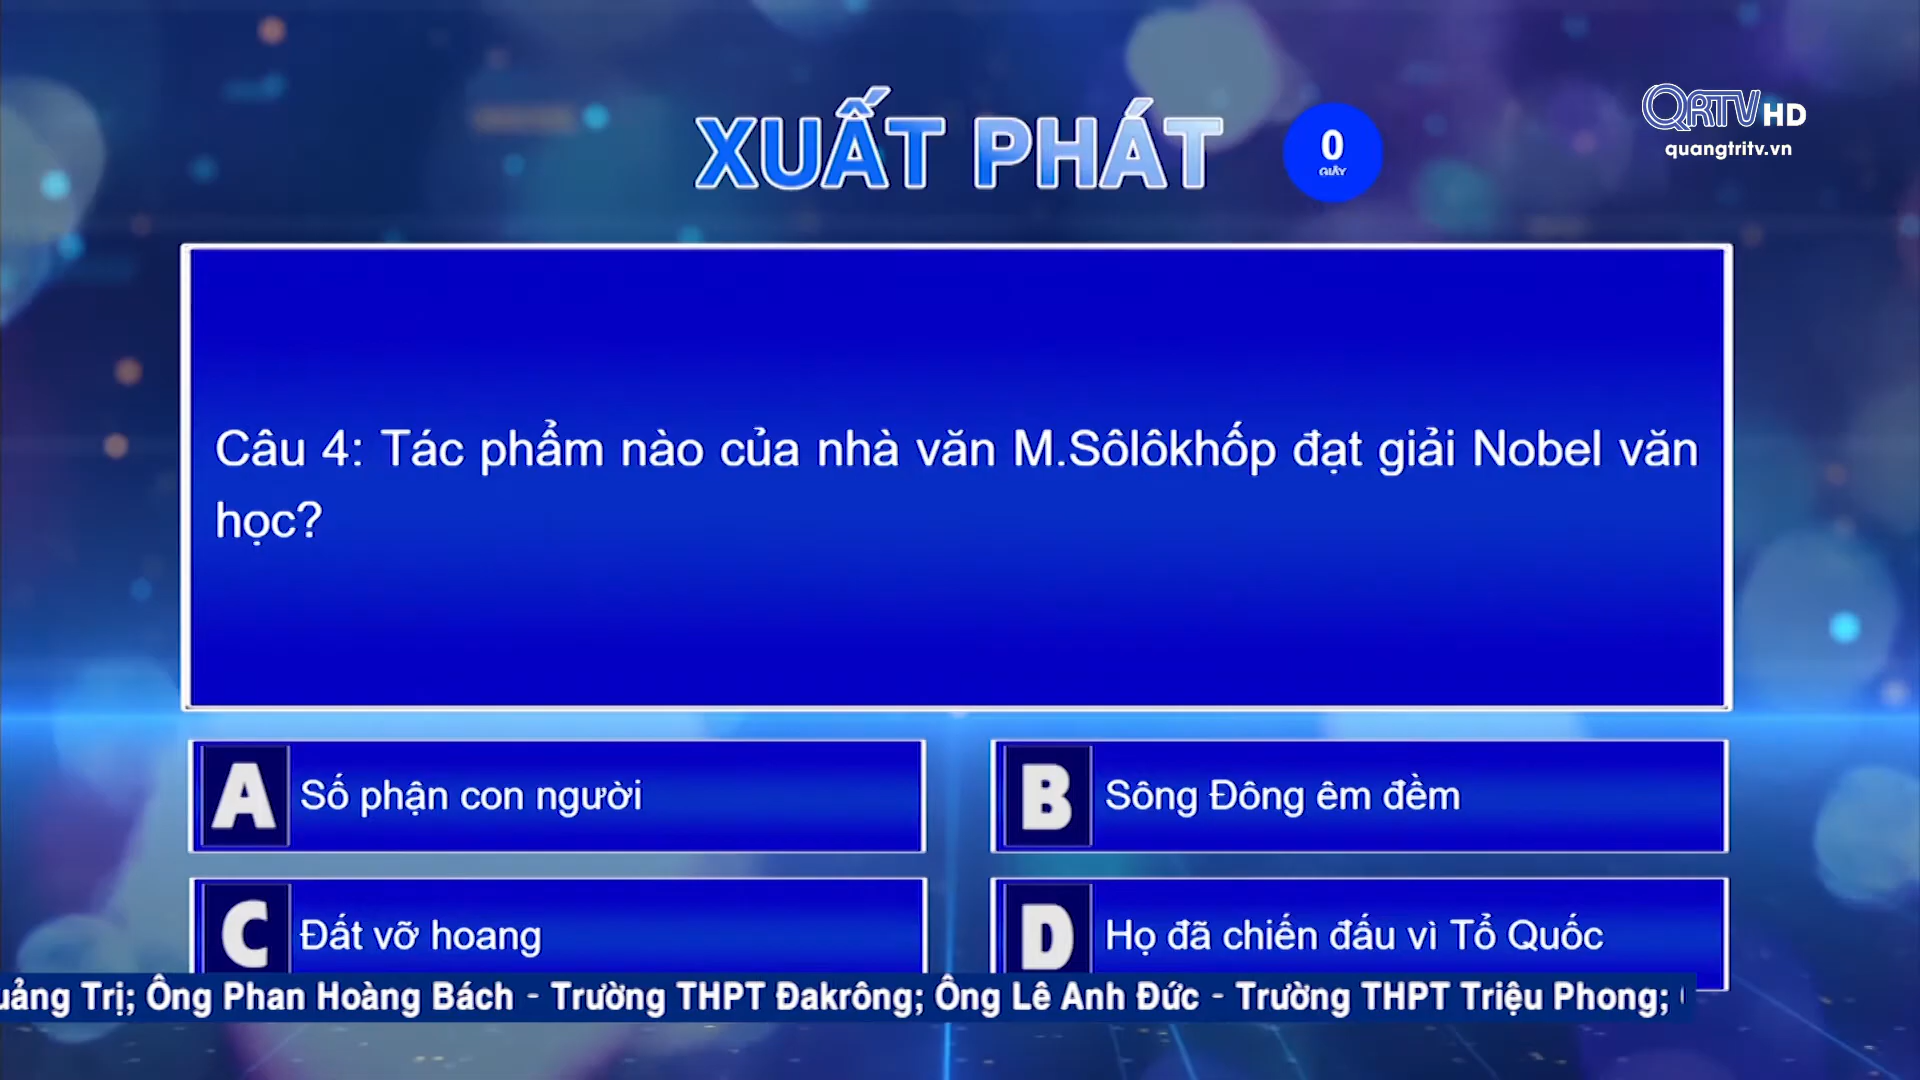 XUẤT PHÁT
0
GIÂY
QRTV HD
quangtritv.vn
Câu 4: Tác phẩm nào của nhà văn M.Sôlôkhốp đạt giải Nobel văn
học?
A Số phận con người
B Sông Đông êm đềm
C Đất vỡ hoang
D Họ đã chiến đấu vì Tổ Quốc
Trị; Ông Phan Hoàng Bách - Trường THPT Đakrông; Ông Lê Anh Đức - Trường THPT Triệu Phong;